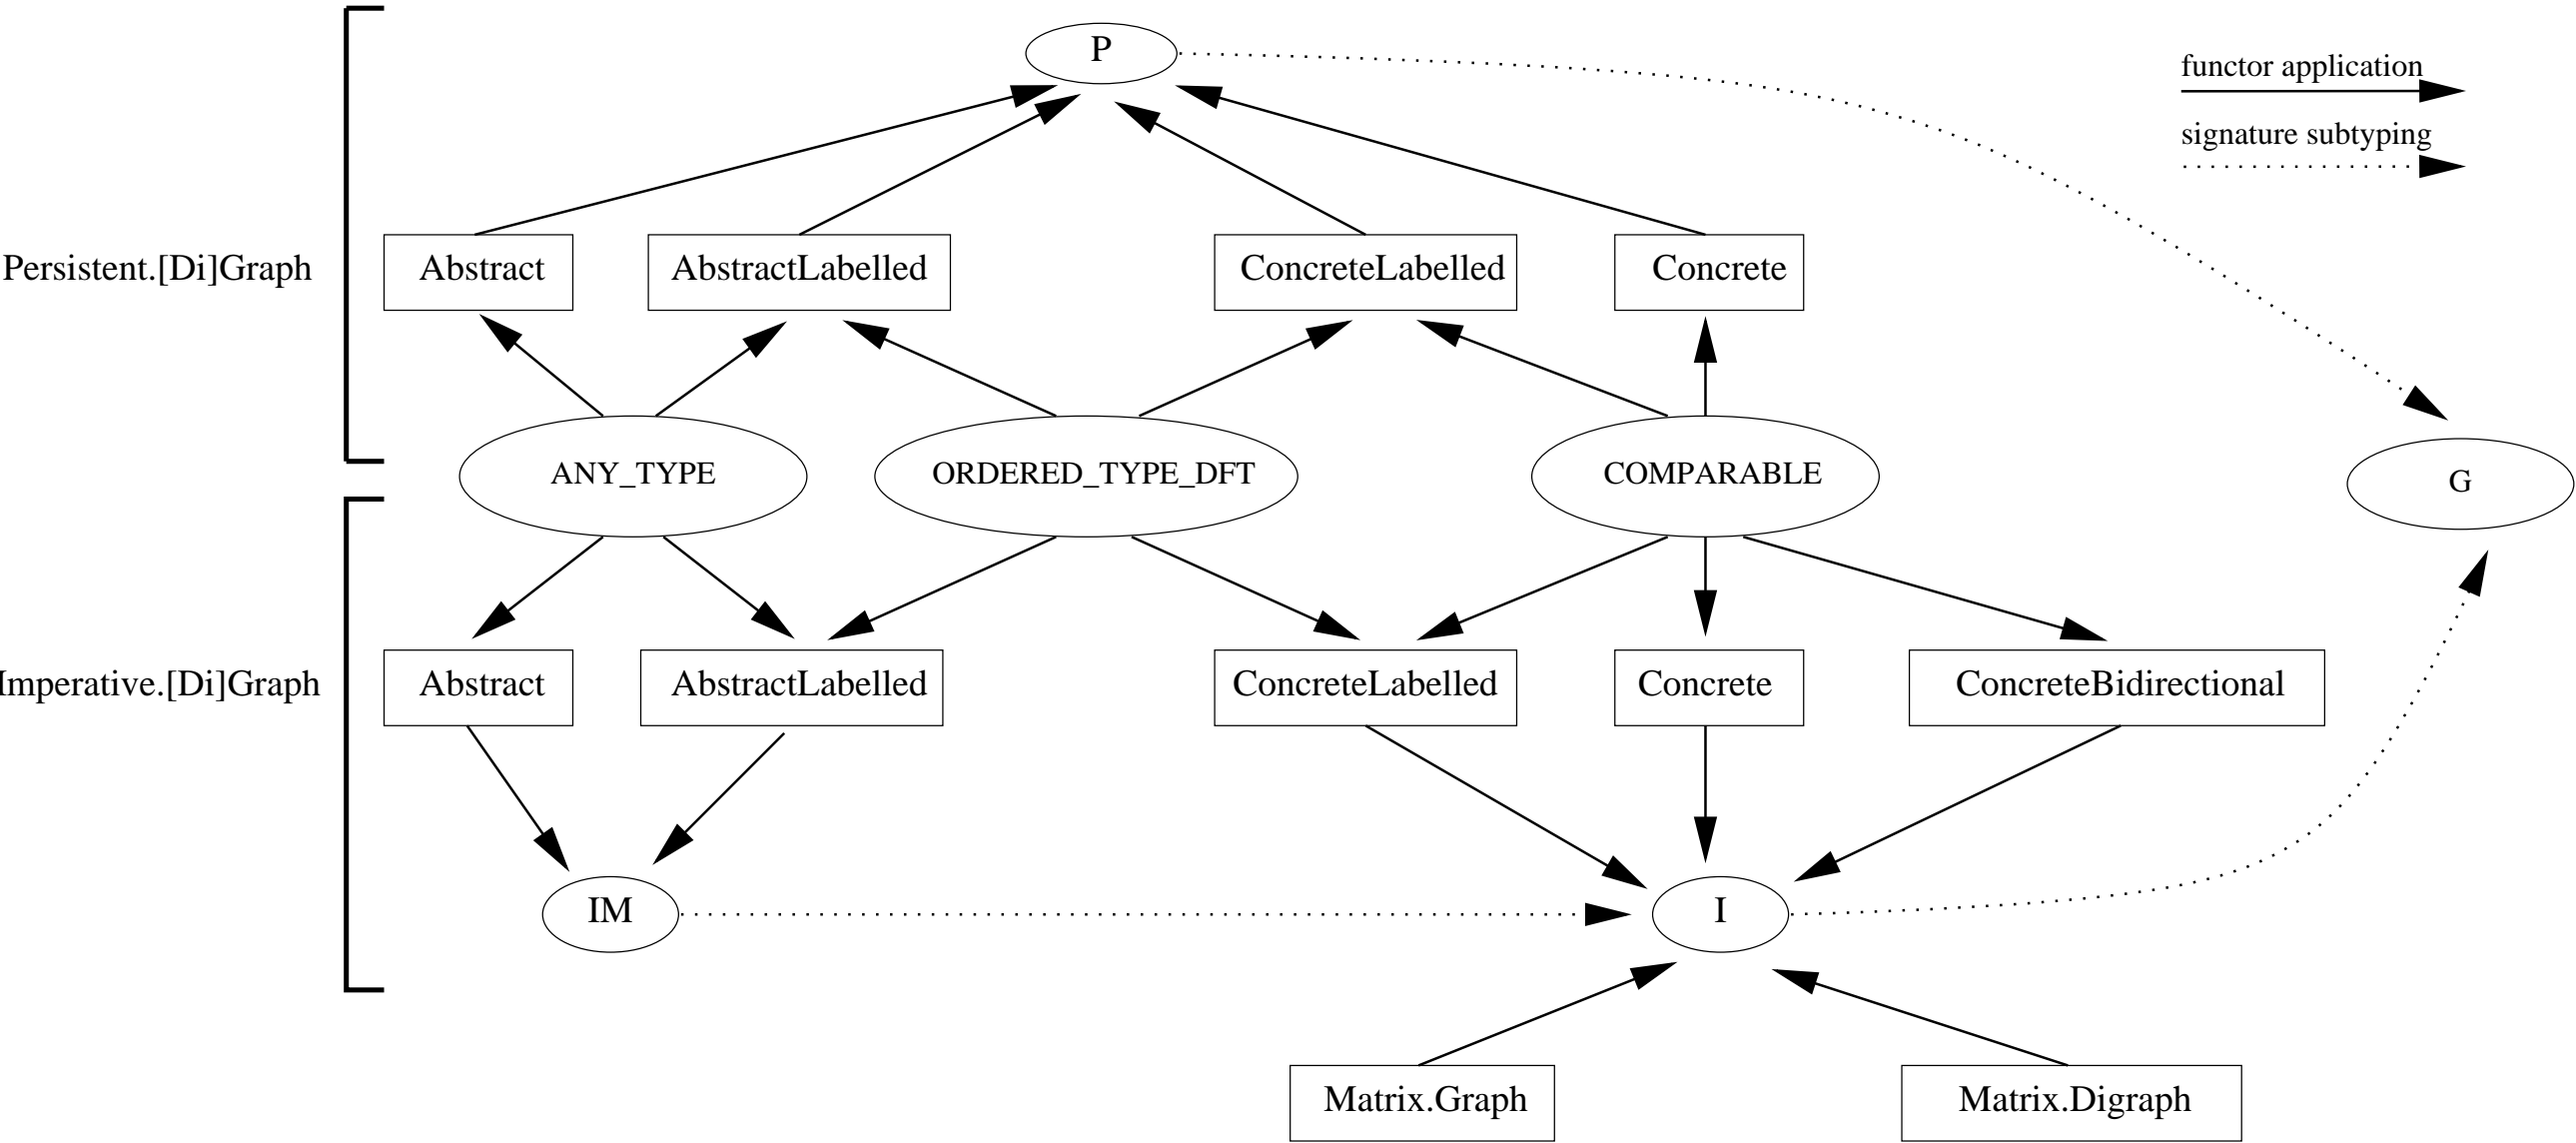 P
functor application
signature subtyping
Persistent.[Di]Graph
Abstract
AbstractLabelled
ConcreteLabelled
Concrete
ANY_TYPE
ORDERED_TYPE_DFT
COMPARABLE
G
Imperative.[Di]Graph
Abstract
AbstractLabelled
ConcreteLabelled
Concrete
ConcreteBidirectional
IM
I
Matrix.Graph
Matrix.Digraph